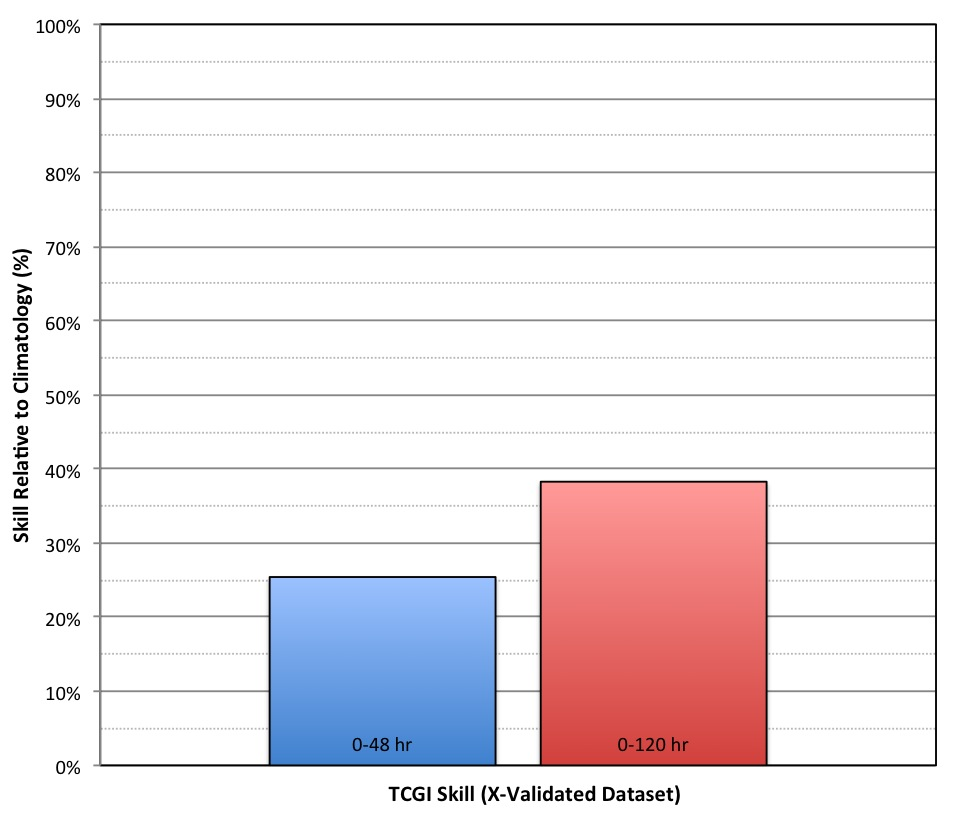 100%
90%
80%
70%
60%
50%
40%
30%
20%
10%
0%
Skill Relative to Climatology (%)
0-48 hr
0-120 hr
TCGI Skill (X-Validated Dataset)